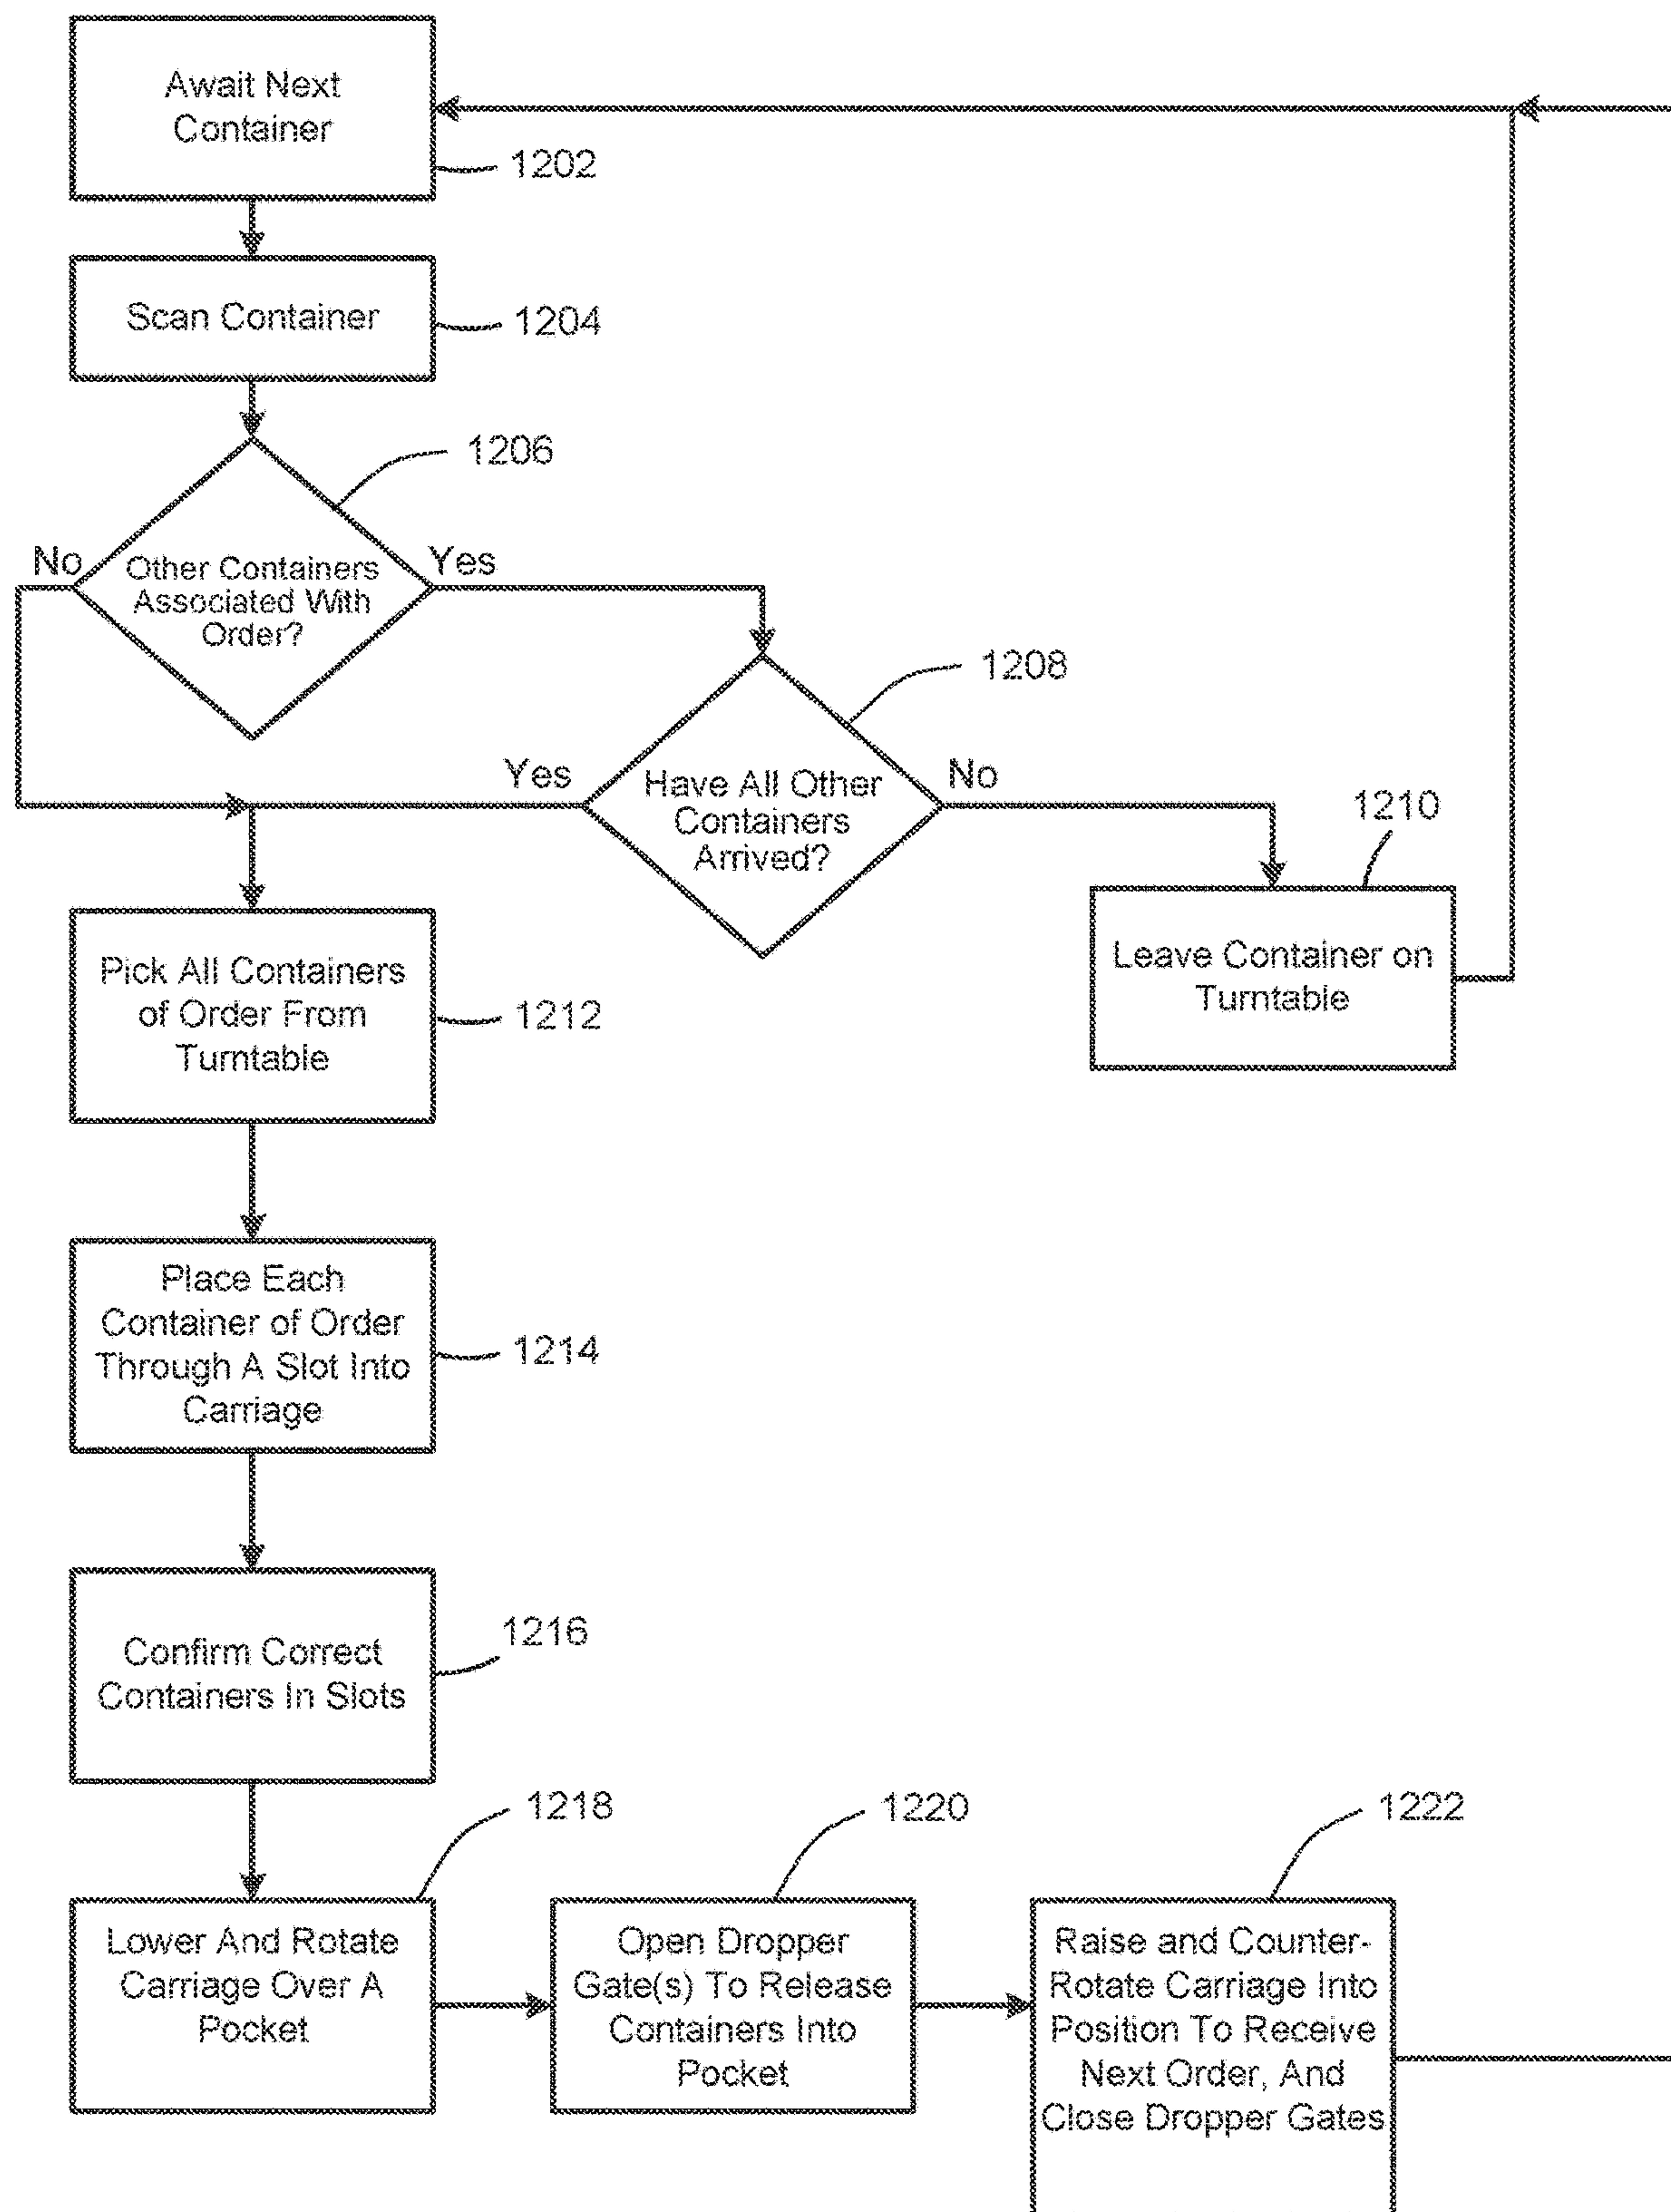 Await Next
Container
1202
Scan Container
1204
1206
No
Yes
Other Containers
Associated With
Order?
1208
Yes
No
Have All Other
Containers
Arrived?
1210
Leave Container on
Turntable
Pick All Containers
of Order From
Turntable
1212
Place Each
Container of Order
Through A Slot Into
Carriage
1214
Confirm Correct
Containers In Slots
1216
1218
Lower And Rotate
Carriage Over A
Pocket
1220
Open Dropper
Gate(s) To Release
Containers Into
Pocket
1222
Raise and Counter-
Rotate Carriage Into
Position To Receive
Next Order, And
Close Dropper Gates